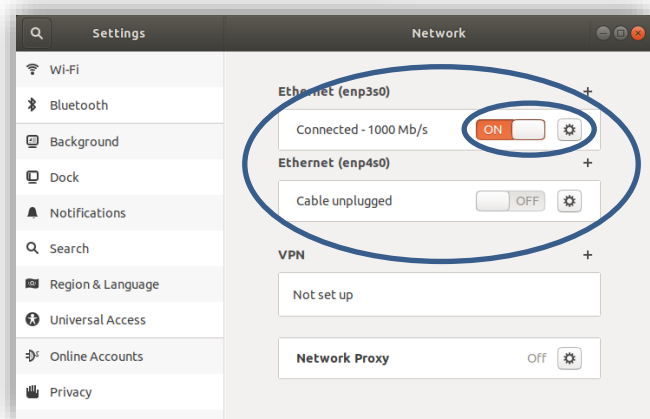 Settings
Network
Wi-Fi
Bluetooth
Background
Dock
Notifications
Search
Region & Language
Universal Access
Online Accounts
Privacy
Ethernet (enp3s0) +
Connected - 1000 Mb/s ON
Ethernet (enp4s0) +
Cable unplugged OFF
VPN +
Not set up
Network Proxy Off